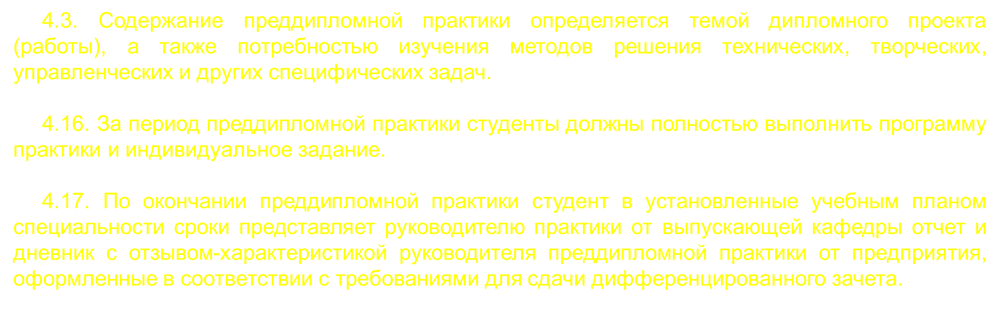 4.3. Содержание преддипломной практики определяется темой дипломного проекта
(работы), а также потребностью изучения методов решения технических, творческих,
управленческих и других специфических задач.
4.16. За период преддипломной практики студенты должны полностью выполнить программу
практики и индивидуальное задание.
4.17. По окончании преддипломной практики студент в установленные учебным планом
специальности сроки представляет руководителю практики от выпускающей кафедры отчет и
дневник с отзывом-характеристикой руководителя преддипломной практики от предприятия,
оформленные в соответствии с требованиями для сдачи дифференцированного зачета.